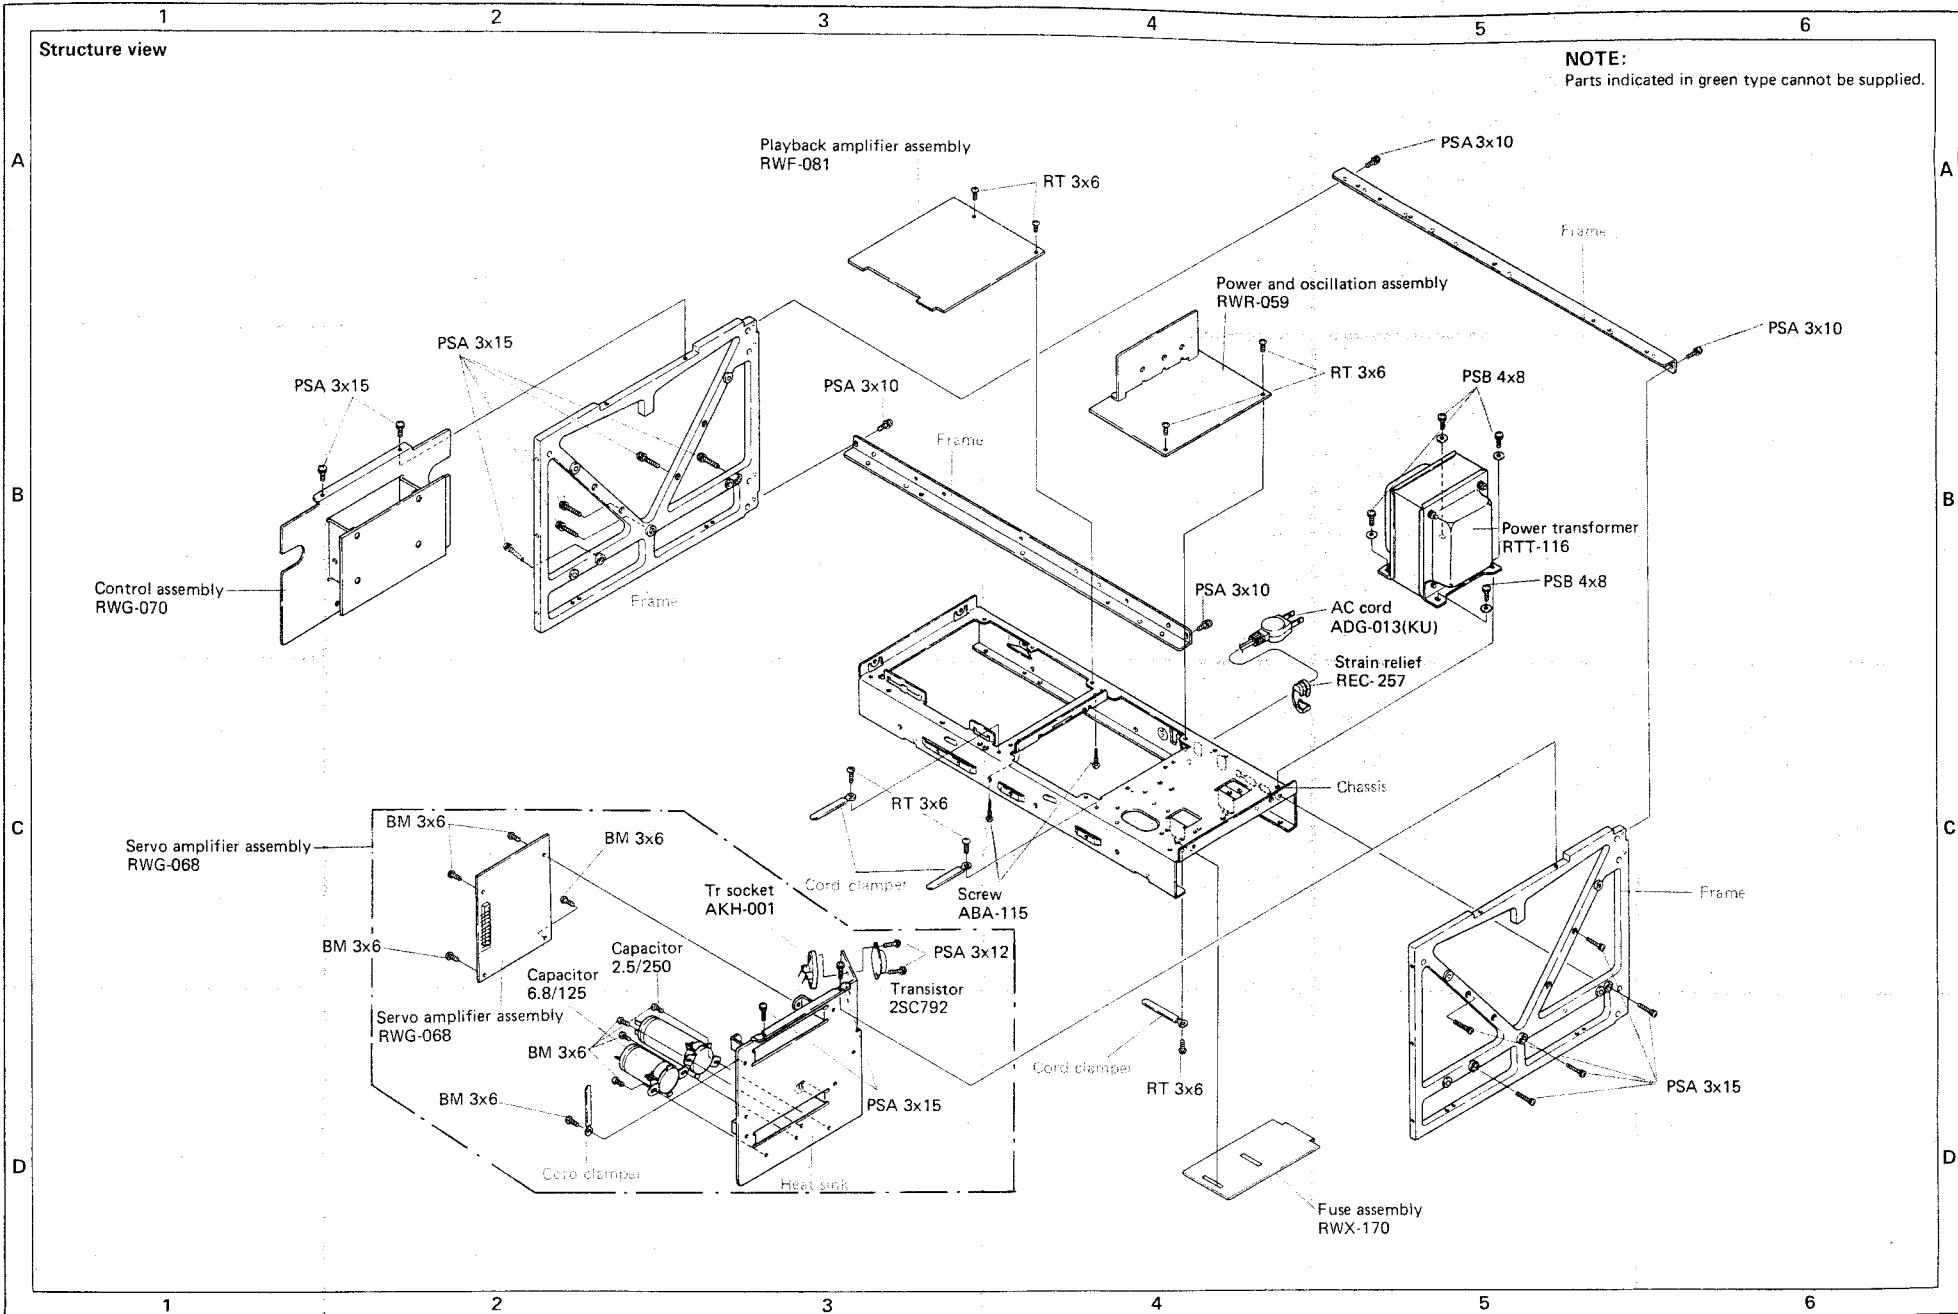 1 2 3 4 5 6
Structure view
NOTE:
Parts indicated in green type cannot be supplied.
A
A
PSA 3x10
Playback amplifier assembly
RWF-081
RT 3x6
Frame
Power and oscillation assembly
RWR-059
PSA 3x10
PSA 3x15
PSA 3x15
PSA 3x10
RT 3x6
PSB 4x8
Frame
B
B
Power transformer
RTT-116
Control assembly
RWG-070
Frame
PSA 3x10
PSB 4x8
AC cord
ADG-013(KU)
Strain relief
REC-257
Chassis
RT 3x6
C
C
Servo amplifier assembly
RWG-068
BM 3x6
BM 3x6
Tr socket
AKH-001
Cord clamper
Screw
ABA-115
Frame
BM 3x6
Capacitor
2.5/250
PSA 3x12
Capacitor
6.8/125
Transistor
2SC792
Servo amplifier assembly
RWG-068
BM 3x6
Cord clamper
RT 3x6
PSA 3x15
BM 3x6
PSA 3x15
D
D
Cord clamper
Heat sink
Fuse assembly
RWX-170
1 2 3 4 5 6